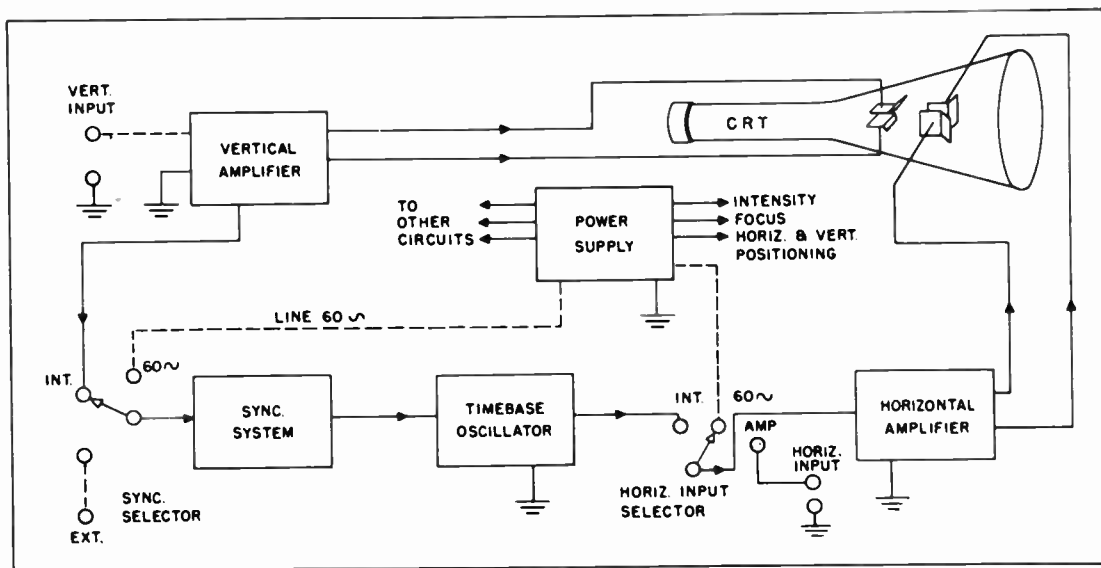 VERT.
INPUT
VERTICAL
AMPLIFIER
CRT
TO
OTHER
CIRCUITS
POWER
SUPPLY
INTENSITY
FOCUS
HORIZ. & VERT.
POSITIONING
LINE 60∿
INT.
60∿
SYNC.
SYSTEM
TIMEBASE
OSCILLATOR
INT.
60∿
AMP
HORIZ.
INPUT
HORIZONTAL
AMPLIFIER
SYNC.
SELECTOR
EXT.
HORIZ. INPUT
SELECTOR